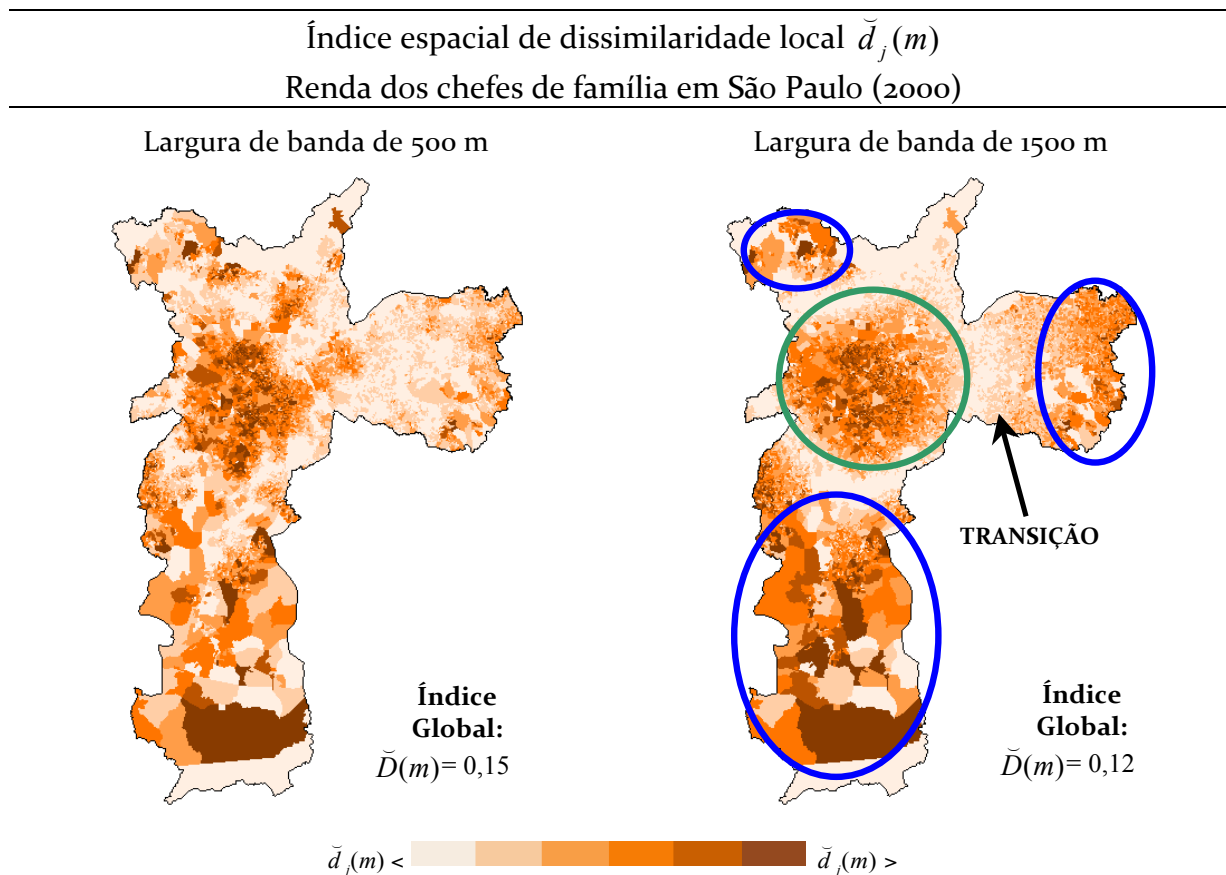 Índice espacial de dissimilaridade local d̆ⱼ(m)
Renda dos chefes de família em São Paulo (2000)
Largura de banda de 500 m
Largura de banda de 1500 m
TRANSIÇÃO
Índice
Global:
D̆(m)= 0,15
Índice
Global:
D̆(m)= 0,12
d̆ⱼ(m) <
d̆ⱼ(m) >